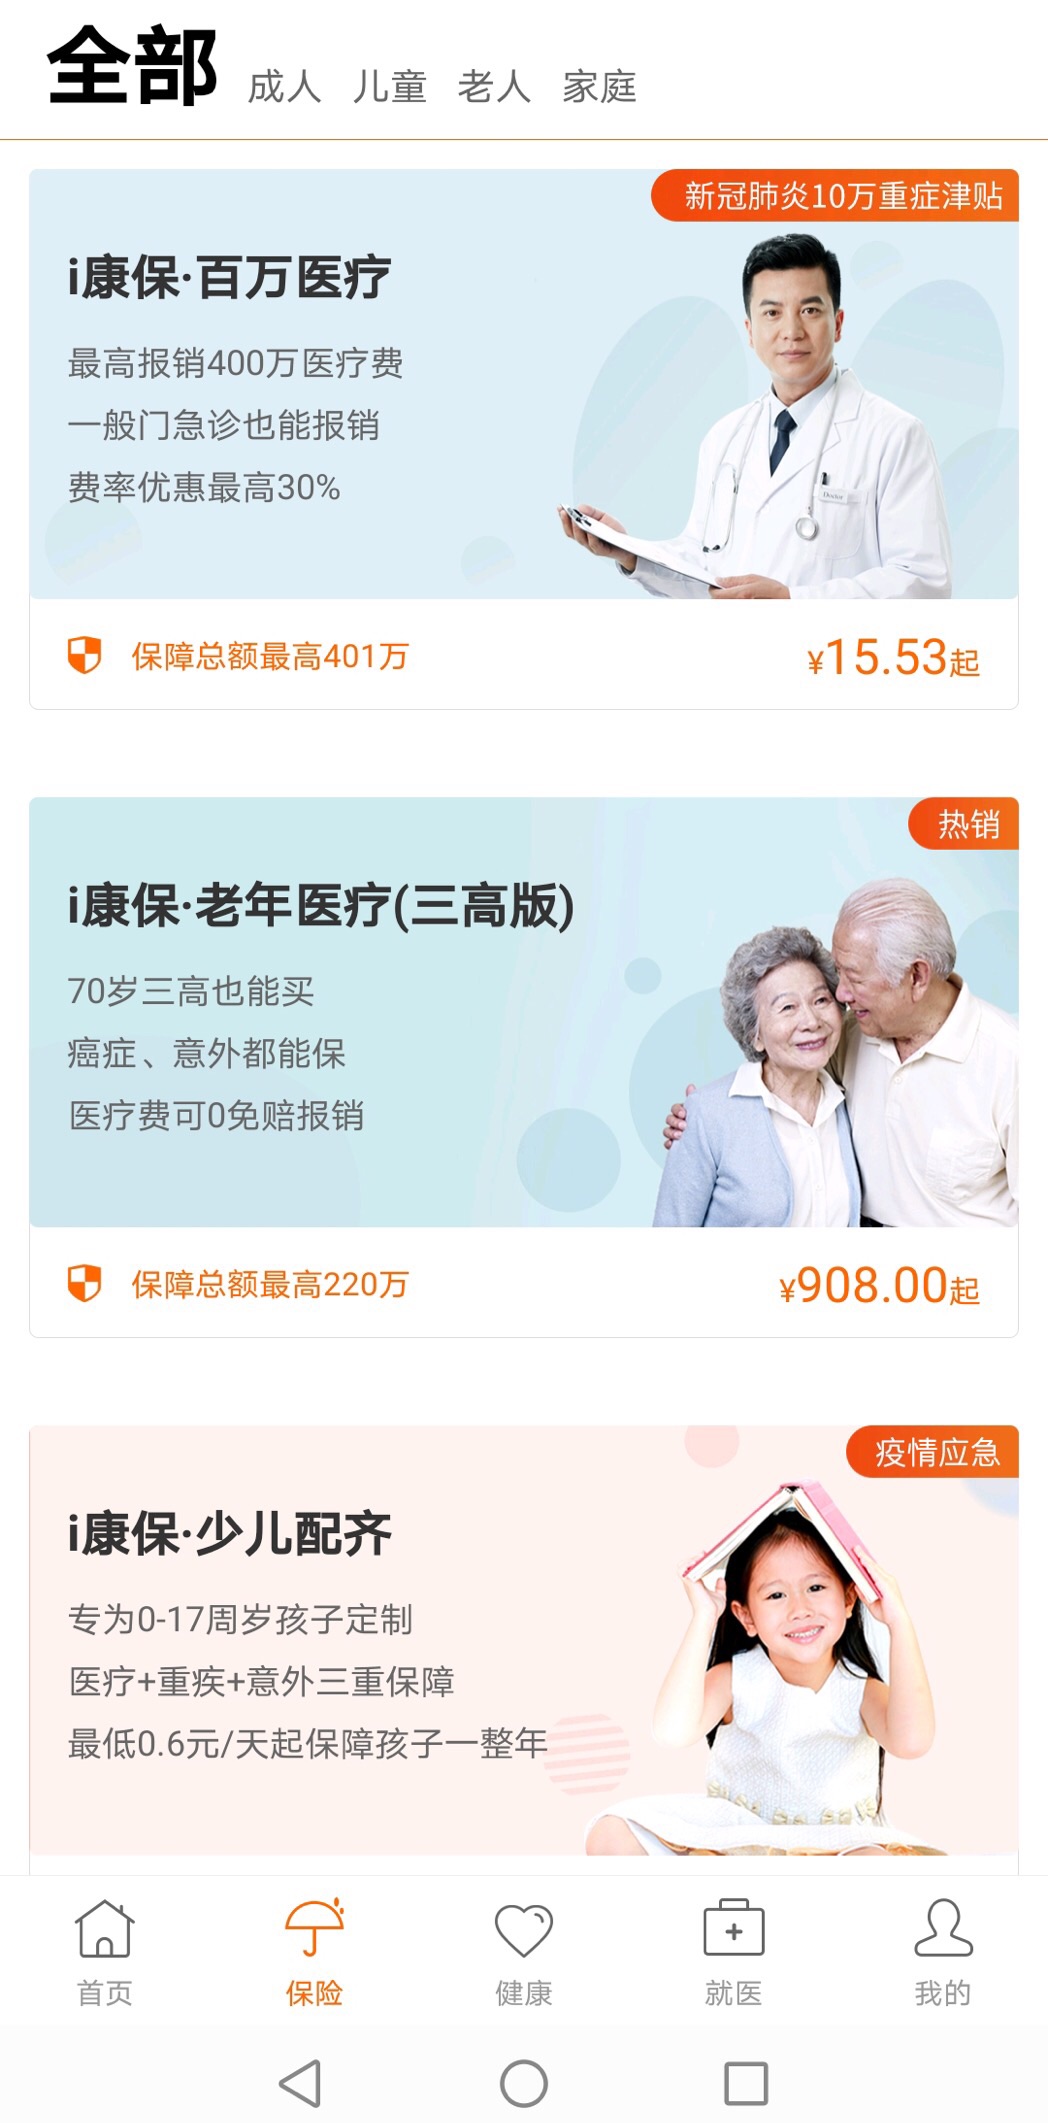 全部 成人 儿童 老人 家庭
新冠肺炎10万重症津贴
i康保·百万医疗
最高报销400万医疗费
一般门急诊也能报销
费率优惠最高30%
Doctor
保障总额最高401万 ¥15.53起
热销
i康保·老年医疗(三高版)
70岁三高也能买
癌症、意外都能保
医疗费可0免赔报销
保障总额最高220万 ¥908.00起
疫情应急
i康保·少儿配齐
专为0-17周岁孩子定制
医疗+重疾+意外三重保障
最低0.6元/天起保障孩子一整年
首页 保险 健康 就医 我的